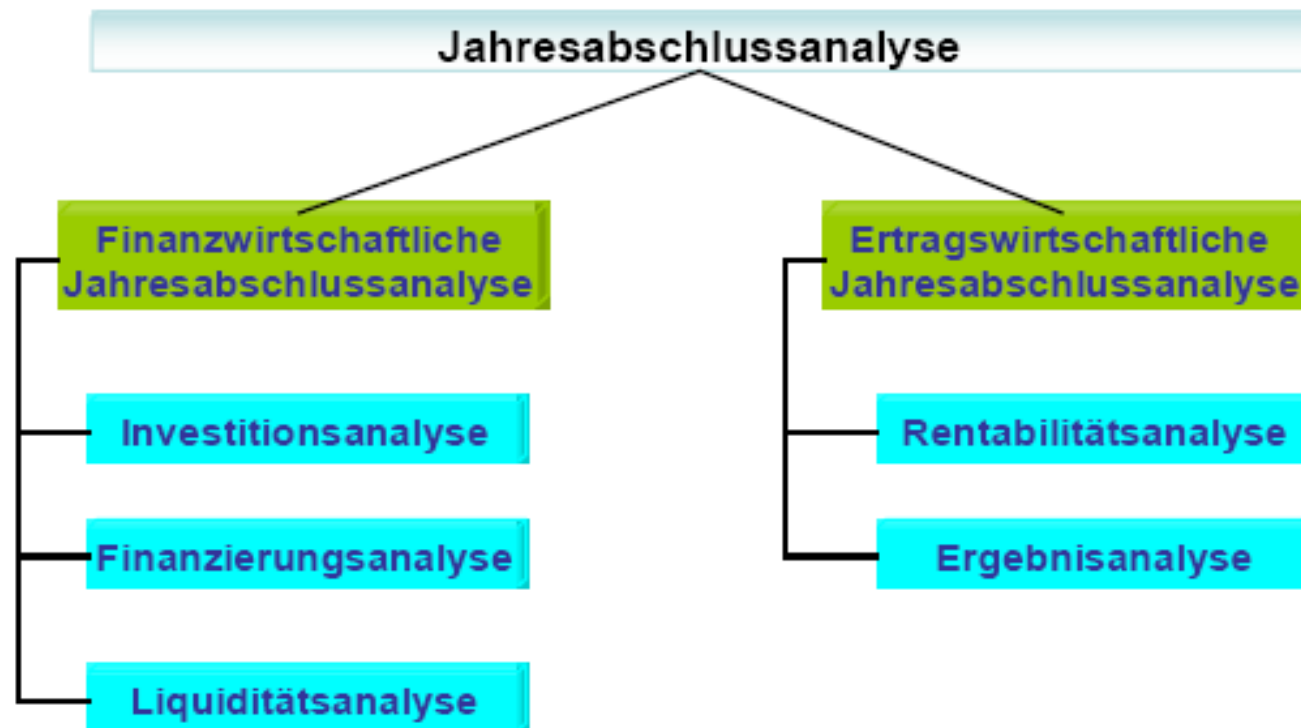 Jahresabschlussanalyse
Finanzwirtschaftliche
Jahresabschlussanalyse
Investitionsanalyse
Finanzierungsanalyse
Liquiditätsanalyse
Ertragswirtschaftliche
Jahresabschlussanalyse
Rentabilitätsanalyse
Ergebnisanalyse